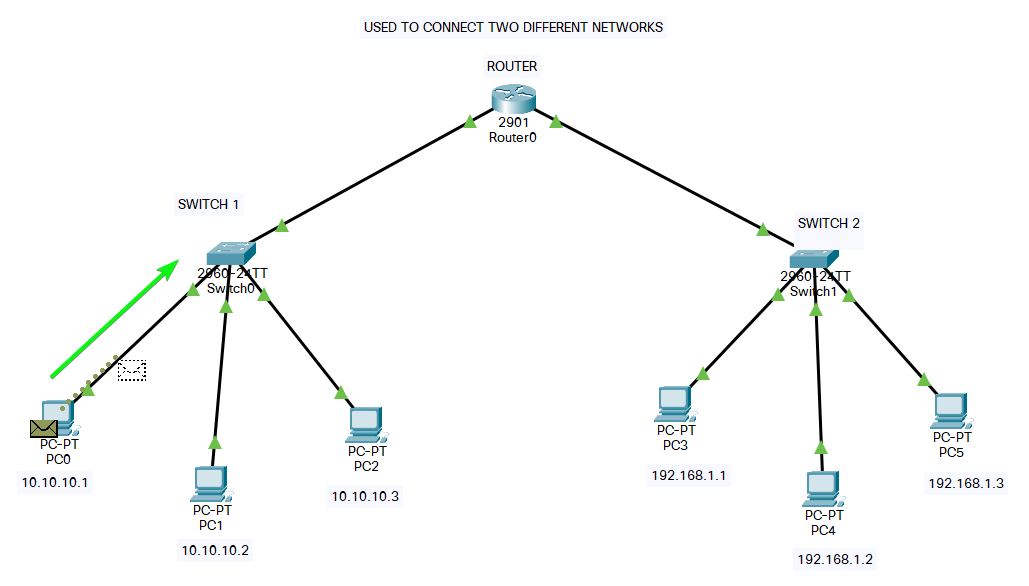 USED TO CONNECT TWO DIFFERENT NETWORKS
ROUTER
2901
Router0
SWITCH 1
2960-24TT
Switch0
SWITCH 2
2960-24TT
Switch1
PC-PT
PC0
10.10.10.1
PC-PT
PC1
10.10.10.2
PC-PT
PC2
10.10.10.3
PC-PT
PC3
192.168.1.1
PC-PT
PC4
192.168.1.2
PC-PT
PC5
192.168.1.3